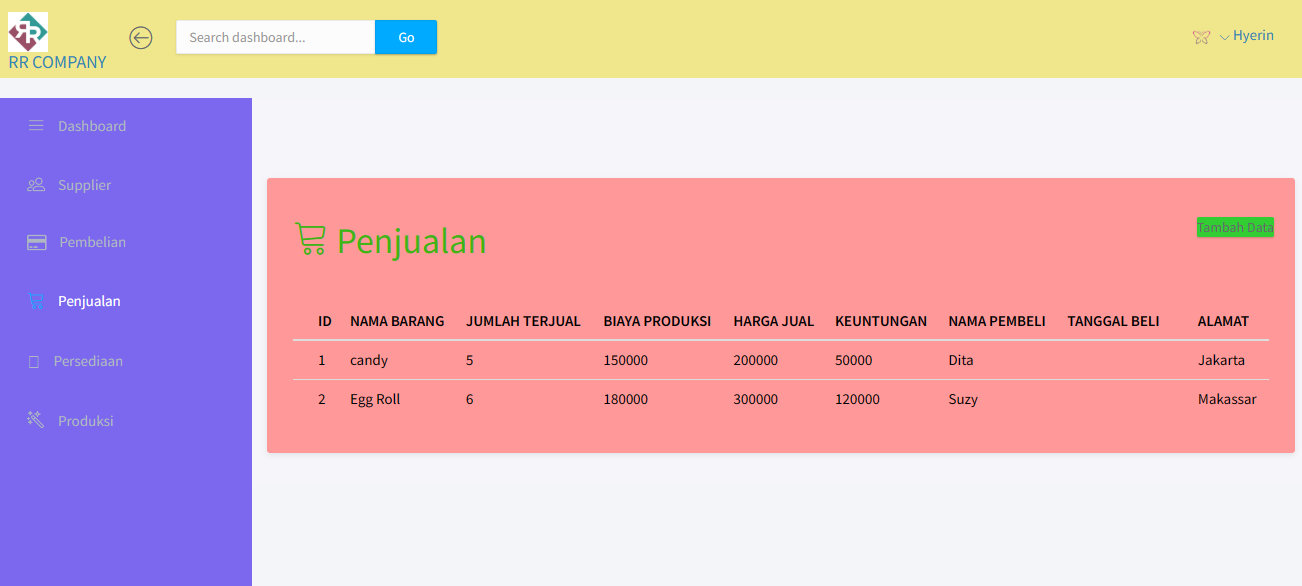 RR COMPANY
Search dashboard...
Go
Hyerin
Dashboard
Supplier
Pembelian
Penjualan
Persediaan
Produksi
Penjualan
Tambah Data
ID NAMA BARANG JUMLAH TERJUAL BIAYA PRODUKSI HARGA JUAL KEUNTUNGAN NAMA PEMBELI TANGGAL BELI ALAMAT
1 candy 5 150000 200000 50000 Dita Jakarta
2 Egg Roll 6 180000 300000 120000 Suzy Makassar